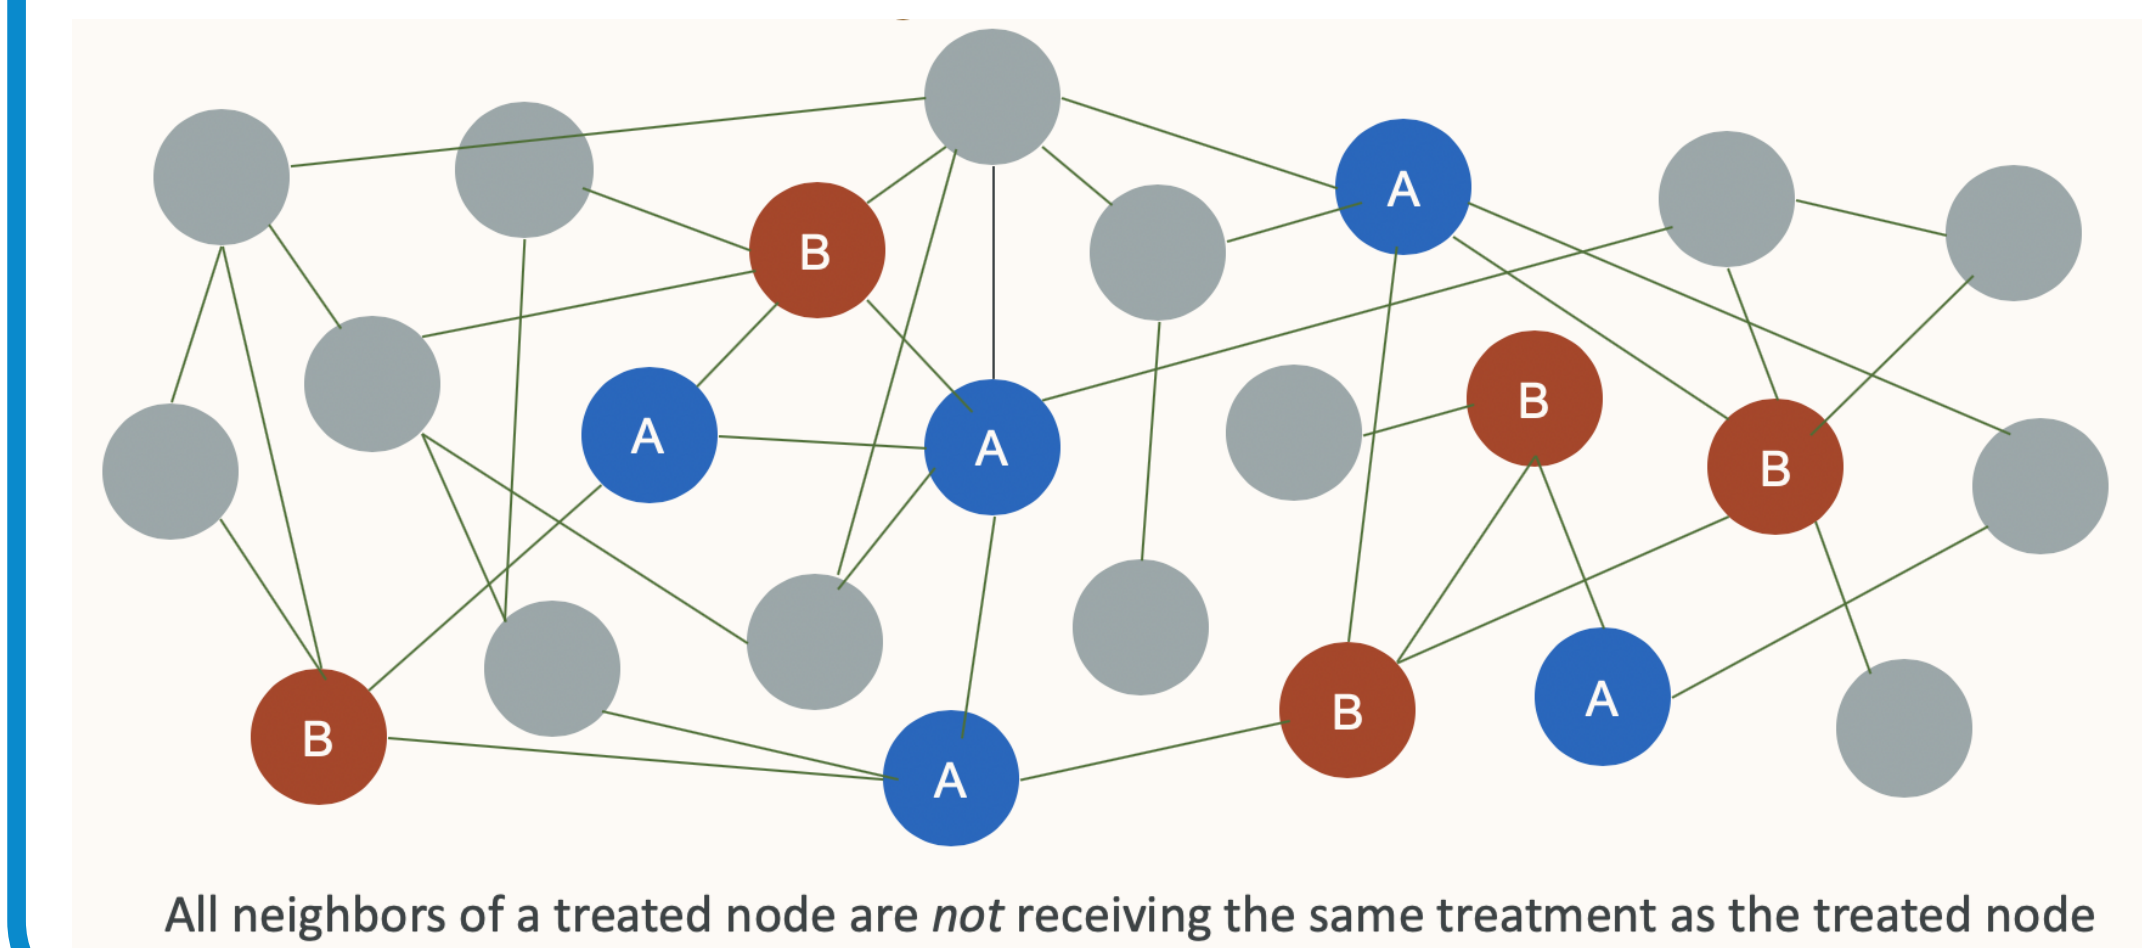 A
B
B
A
A
B
B
B
A
B
A
All neighbors of a treated node are not receiving the same treatment as the treated node